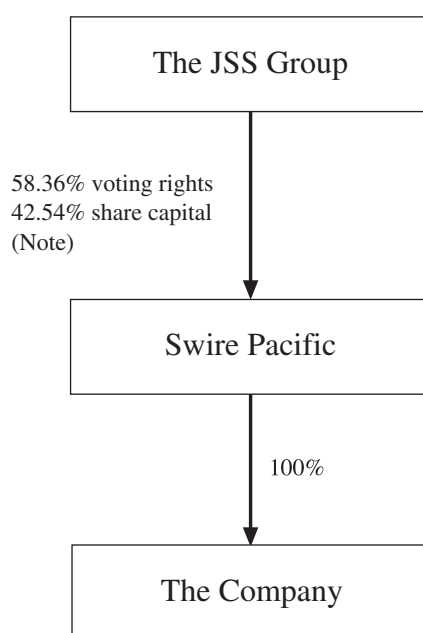 The JSS Group
58.36% voting rights
42.54% share capital
(Note)
Swire Pacific
100%
The Company